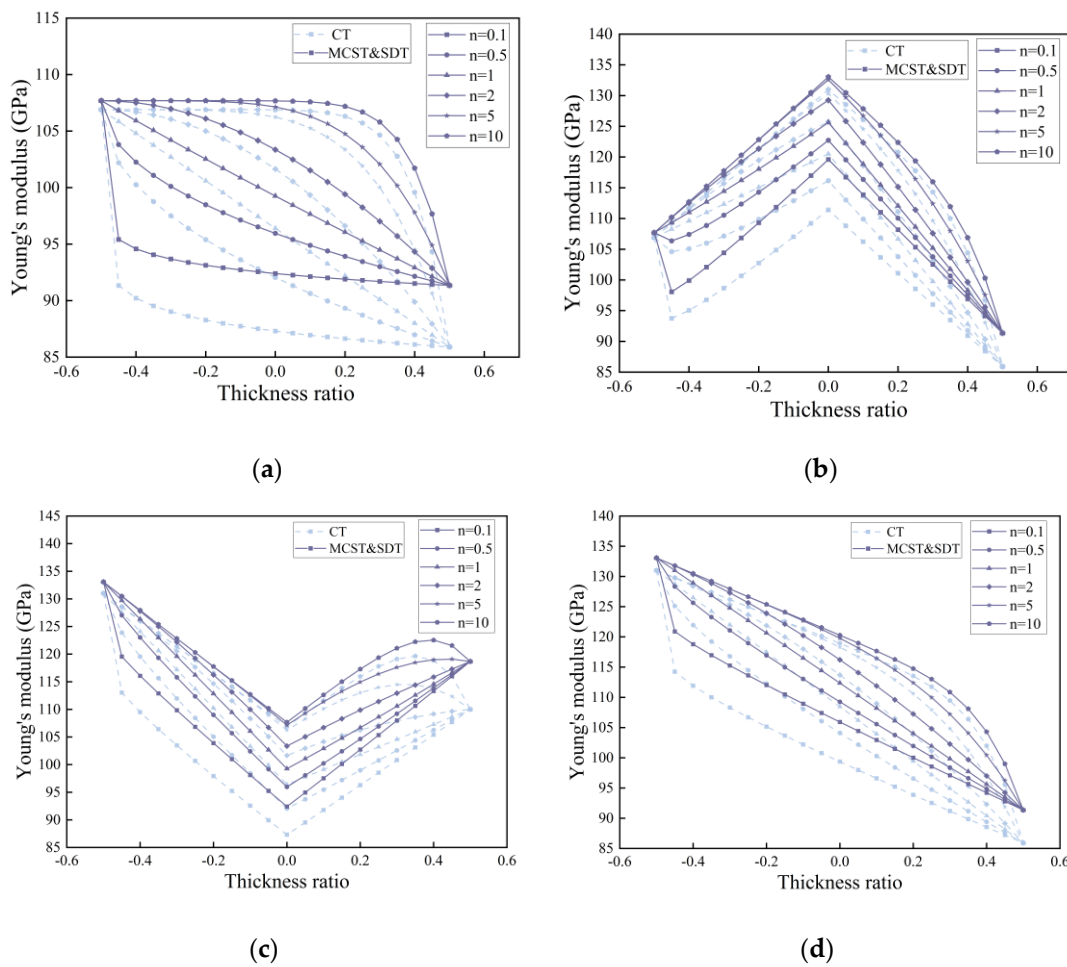 115
110
105
100
95
90
85
Young's modulus (GPa)
-0.6
-0.4
-0.2
0.0
0.2
0.4
0.6
Thickness ratio
CT
MCST&SDT
n=0.1
n=0.5
n=1
n=2
n=5
n=10
(a)
140
135
130
125
120
115
110
105
100
95
90
85
Young's modulus (GPa)
-0.6
-0.4
-0.2
0.0
0.2
0.4
0.6
Thickness ratio
CT
MCST&SDT
n=0.1
n=0.5
n=1
n=2
n=5
n=10
(b)
145
140
135
130
125
120
115
110
105
100
95
90
85
Young's modulus (GPa)
-0.6
-0.4
-0.2
0.0
0.2
0.4
0.6
Thickness ratio
CT
MCST&SDT
n=0.1
n=0.5
n=1
n=2
n=5
n=10
(c)
140
135
130
125
120
115
110
105
100
95
90
85
Young's modulus (GPa)
-0.6
-0.4
-0.2
0.0
0.2
0.4
0.6
Thickness ratio
CT
MCST&SDT
n=0.1
n=0.5
n=1
n=2
n=5
n=10
(d)